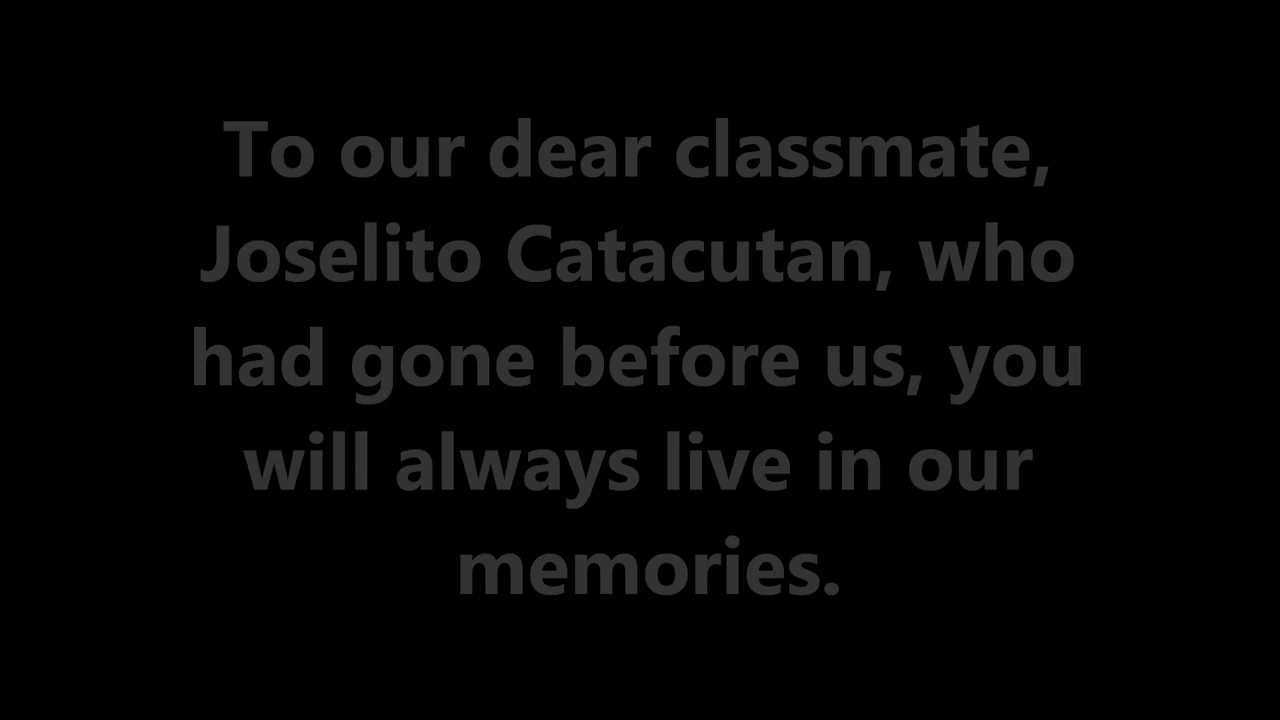 To our dear classmate,
Joselito Catacutan, who
had gone before us, you
will always live in our
memories.